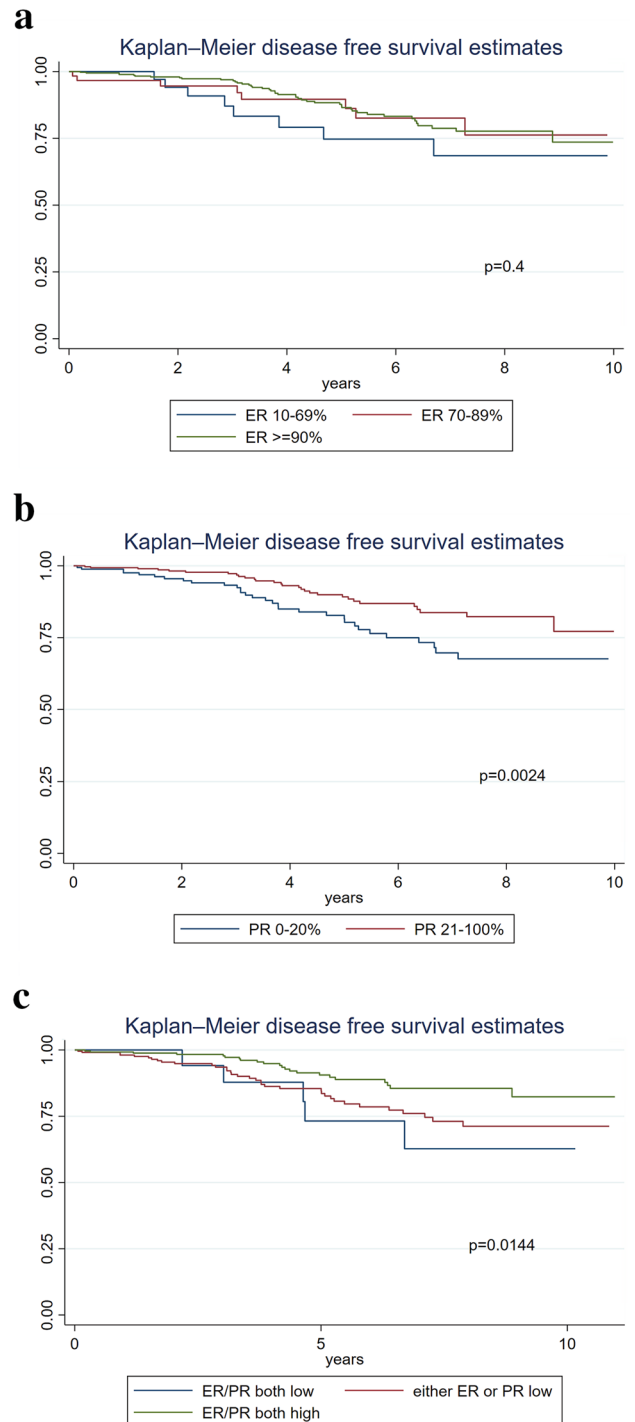 a
Kaplan–Meier disease free survival estimates
1.00
0.75
0.50
0.25
0.00
p=0.4
0 2 4 6 8 10
years
ER 10-69% ER 70-89%
ER >=90%
b
Kaplan–Meier disease free survival estimates
1.00
0.75
0.50
0.25
0.00
p=0.0024
0 2 4 6 8 10
years
PR 0-20% PR 21-100%
c
Kaplan–Meier disease free survival estimates
1.00
0.75
0.50
0.25
0.00
p=0.0144
0 5 10
years
ER/PR both low either ER or PR low
ER/PR both high